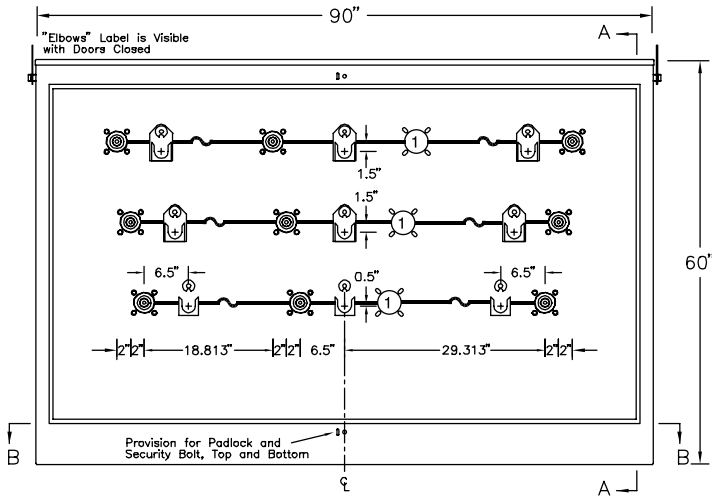 90"
"Elbows" Label is Visible
with Doors Closed
A
1
1.5"
1.5"
1
60"
6.5"
0.5"
6.5"
1
2" 2" 18.813" 2" 2" 6.5" 29.313" 2" 2"
B
B
Provision for Padlock and
Security Bolt, Top and Bottom
CL
A